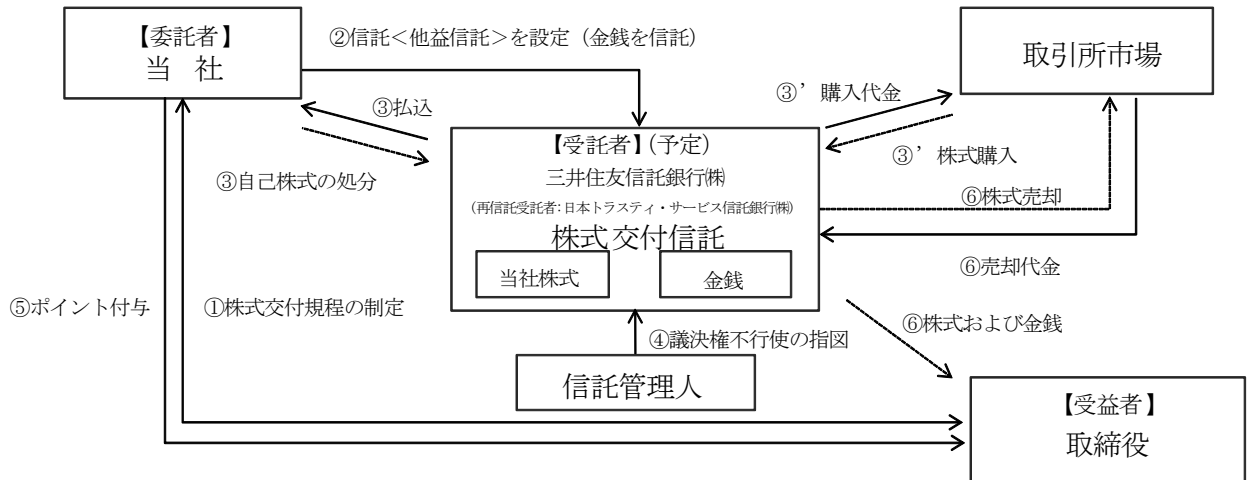 【委託者】
当 社
②信託<他益信託>を設定（金銭を信託）
取引所市場
③払込
③’購入代金
③自己株式の処分
【受託者】(予定)
三井住友信託銀行㈱
(再信託受託者：日本トラスティ・サービス信託銀行㈱)
株式交付信託
当社株式
金銭
③’株式購入
⑥株式売却
⑥売却代金
⑤ポイント付与
①株式交付規程の制定
④議決権不行使の指図
⑥株式および金銭
信託管理人
【受益者】
取締役